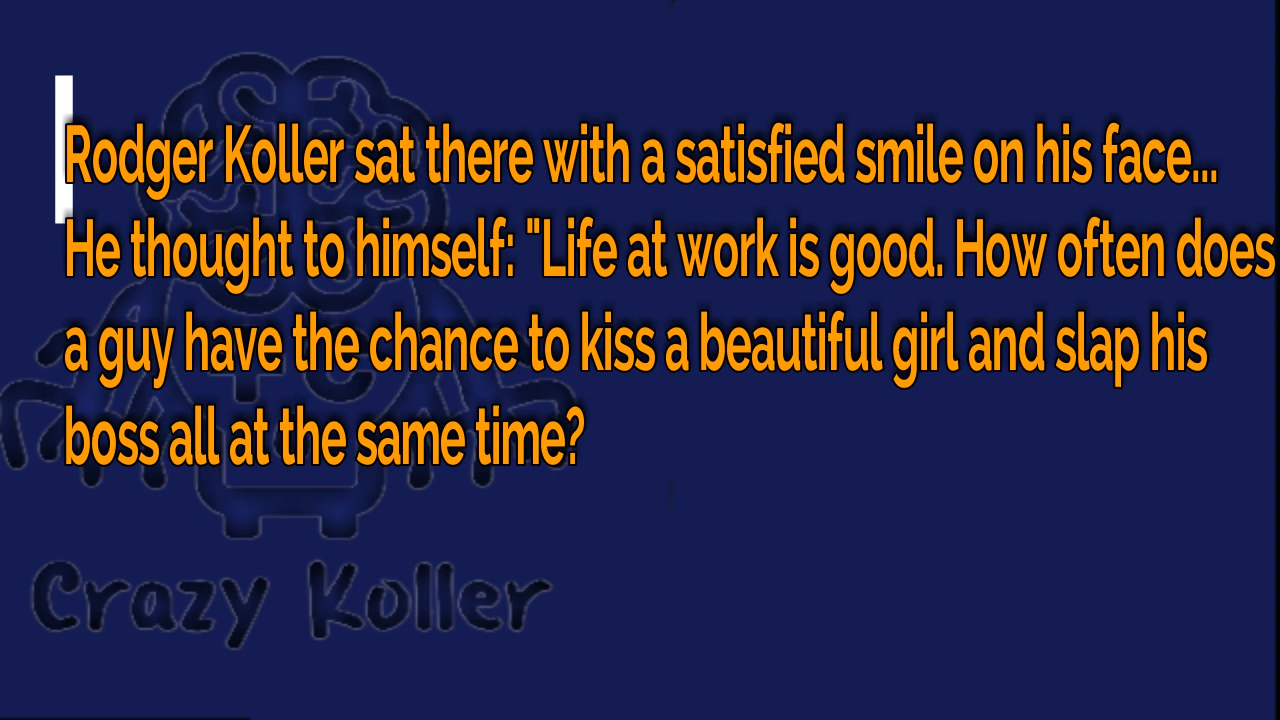 Rodger Koller sat there with a satisfied smile on his face...
He thought to himself: "Life at work is good. How often does
a guy have the chance to kiss a beautiful girl and slap his
boss all at the same time?
Crazy Koller